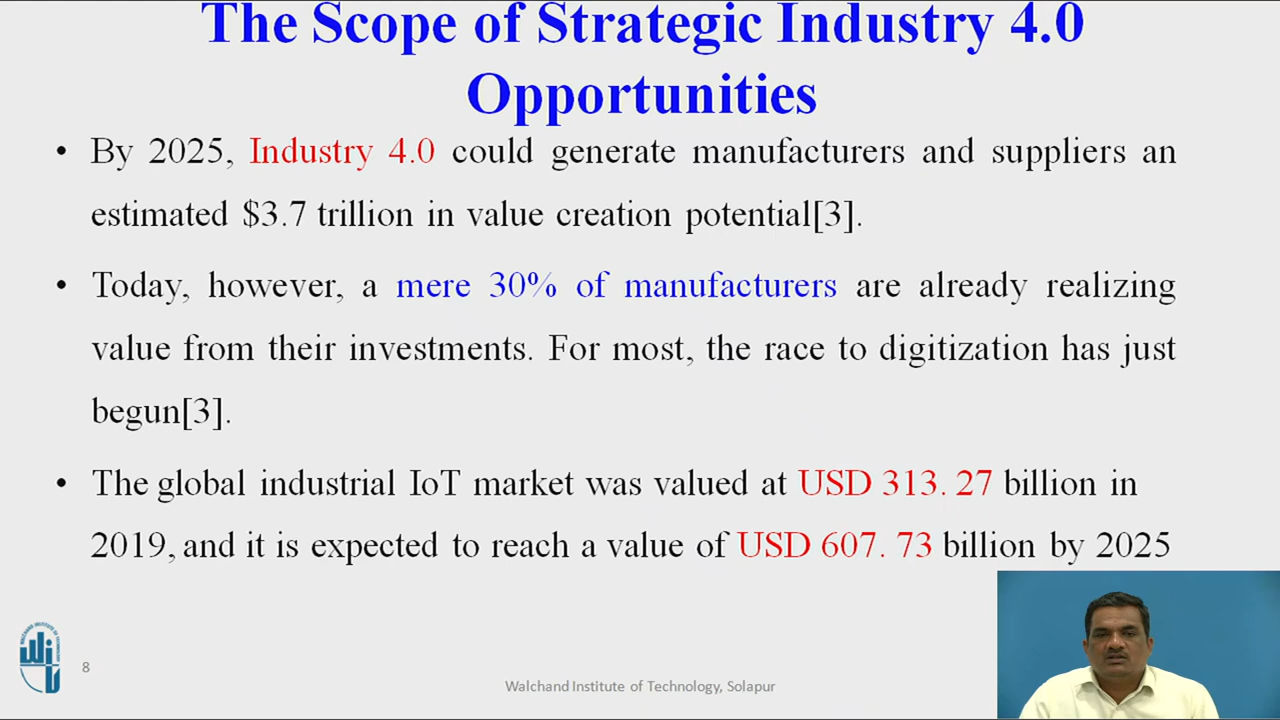 The Scope of Strategic Industry 4.0
Opportunities
• By 2025, Industry 4.0 could generate manufacturers and suppliers an
estimated $3.7 trillion in value creation potential[3].
• Today, however, a mere 30% of manufacturers are already realizing
value from their investments. For most, the race to digitization has just
begun[3].
• The global industrial IoT market was valued at USD 313. 27 billion in
2019, and it is expected to reach a value of USD 607. 73 billion by 2025
WALCHAND INSTITUTE OF TECHNOLOGY
8
Walchand Institute of Technology, Solapur